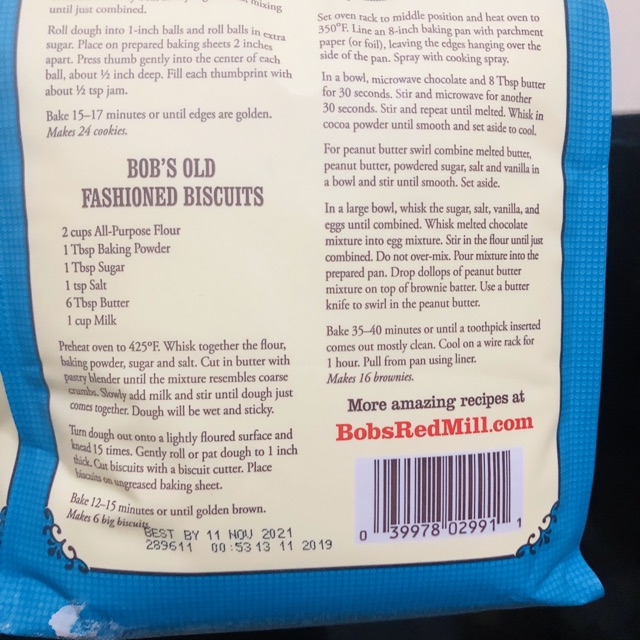 until just combined.
mixing
Roll dough into 1-inch balls and roll balls in extra
sugar. Place on prepared baking sheets 2 inches
apart. Press thumb gently into the center of each
ball, about ½ inch deep. Fill each thumbprint with
about ½ tsp jam.
Bake 15–17 minutes or until edges are golden.
Makes 24 cookies.
BOB'S OLD
FASHIONED BISCUITS
2 cups All-Purpose Flour
1 Tbsp Baking Powder
1 Tbsp Sugar
1 tsp Salt
6 Tbsp Butter
1 cup Milk
Preheat oven to 425°F. Whisk together the flour,
baking powder, sugar and salt. Cut in butter with
pastry blender until the mixture resembles coarse
crumbs. Slowly add milk and stir until dough just
comes together. Dough will be wet and sticky.
Turn dough out onto a lightly floured surface and
knead 15 times. Gently roll or pat dough to 1 inch
thick. Cut biscuits with a biscuit cutter. Place
biscuits on ungreased baking sheet.
Bake 12–15 minutes or until golden brown.
Makes 6 big biscuits.
BEST BY 11 NOV 2021
289611 00:53 13 11 2019
Set oven rack to middle position and heat oven to
350°F. Line an 8-inch baking pan with parchment
paper (or foil), leaving the edges hanging over the
side of the pan. Spray with cooking spray.
In a bowl, microwave chocolate and 8 Tbsp butter
for 30 seconds. Stir and microwave for another
30 seconds. Stir and repeat until melted. Whisk in
cocoa powder until smooth and set aside to cool.
For peanut butter swirl combine melted butter,
peanut butter, powdered sugar, salt and vanilla in
a bowl and stir until smooth. Set aside.
In a large bowl, whisk the sugar, salt, vanilla, and
eggs until combined. Whisk melted chocolate
mixture into egg mixture. Stir in the flour until just
combined. Do not over-mix. Pour mixture into the
prepared pan. Drop dollops of peanut butter
mixture on top of brownie batter. Use a butter
knife to swirl in the peanut butter.
Bake 35–40 minutes or until a toothpick inserted
comes out mostly clean. Cool on a wire rack for
1 hour. Pull from pan using liner.
Makes 16 brownies.
More amazing recipes at
BobsRedMill.com
0 39978 02991 1